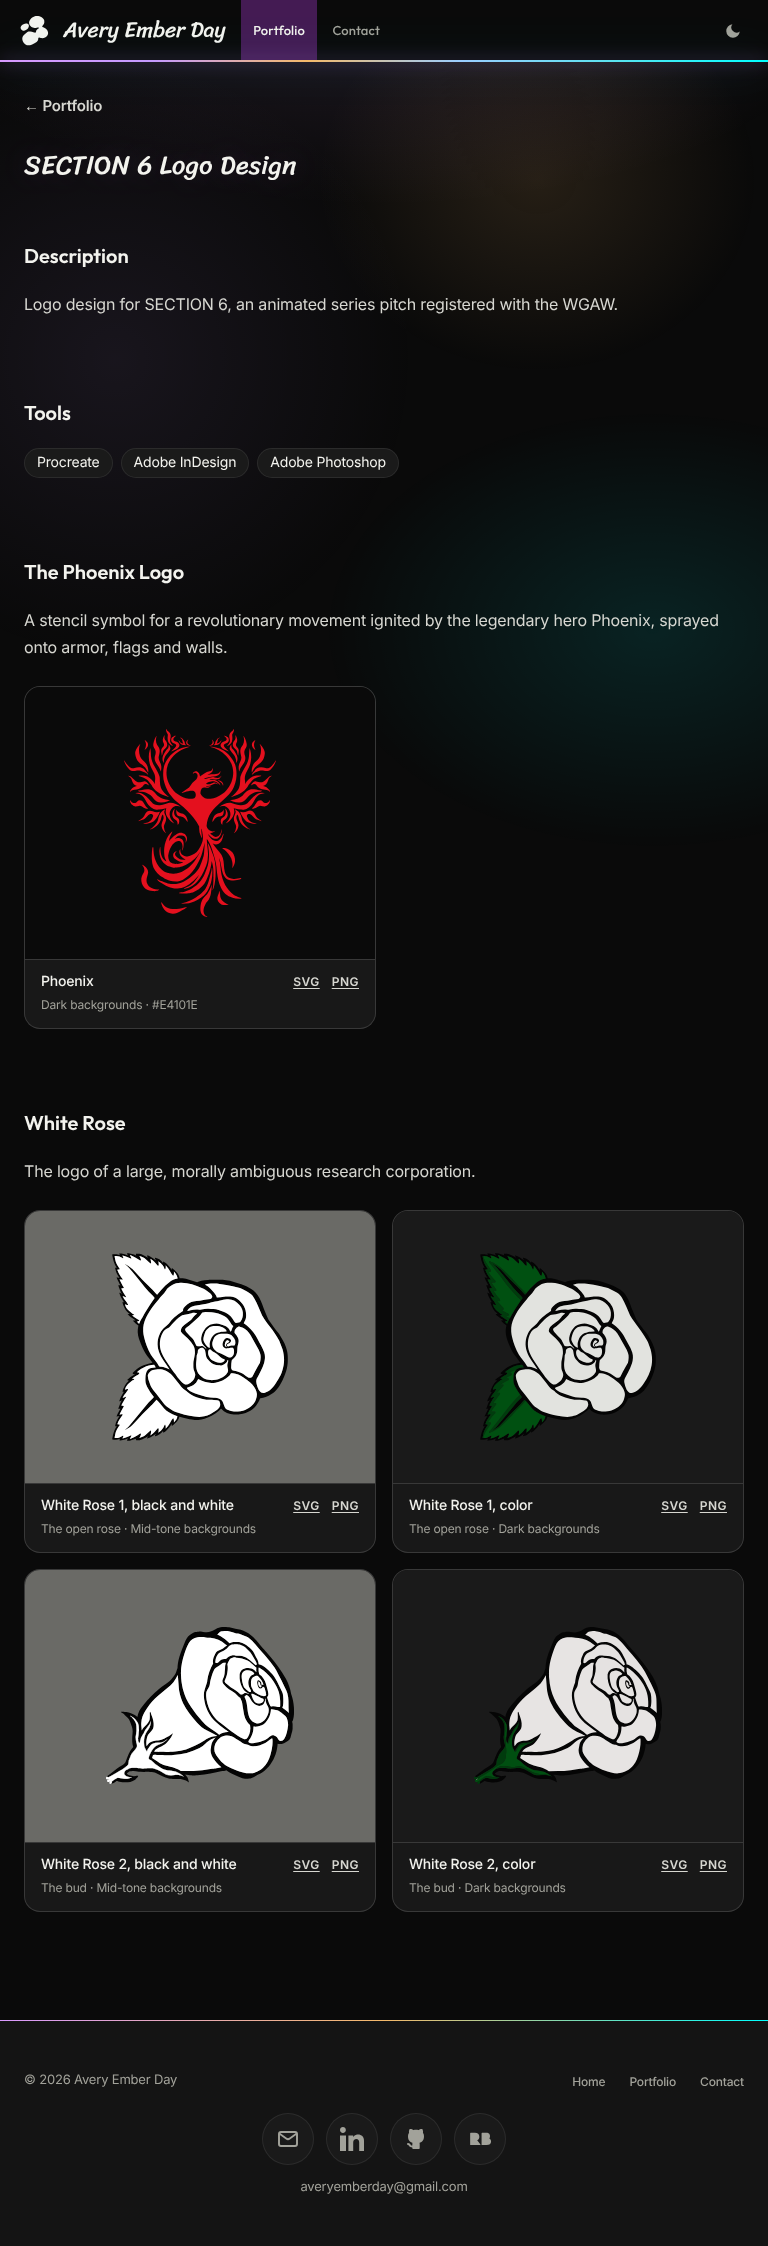 Avery Ember Day
Portfolio
Contact
← Portfolio
SECTION 6 Logo Design
Description
Logo design for SECTION 6, an animated series pitch registered with the WGAW.
Tools
Procreate
Adobe InDesign
Adobe Photoshop
The Phoenix Logo
A stencil symbol for a revolutionary movement ignited by the legendary hero Phoenix, sprayed
onto armor, flags and walls.
Phoenix
SVG PNG
Dark backgrounds · #E4101E
White Rose
The logo of a large, morally ambiguous research corporation.
White Rose 1, black and white
SVG PNG
The open rose · Mid-tone backgrounds
White Rose 1, color
SVG PNG
The open rose · Dark backgrounds
White Rose 2, black and white
SVG PNG
The bud · Mid-tone backgrounds
White Rose 2, color
SVG PNG
The bud · Dark backgrounds
© 2026 Avery Ember Day
Home
Portfolio
Contact
in
RB
averyemberday@gmail.com